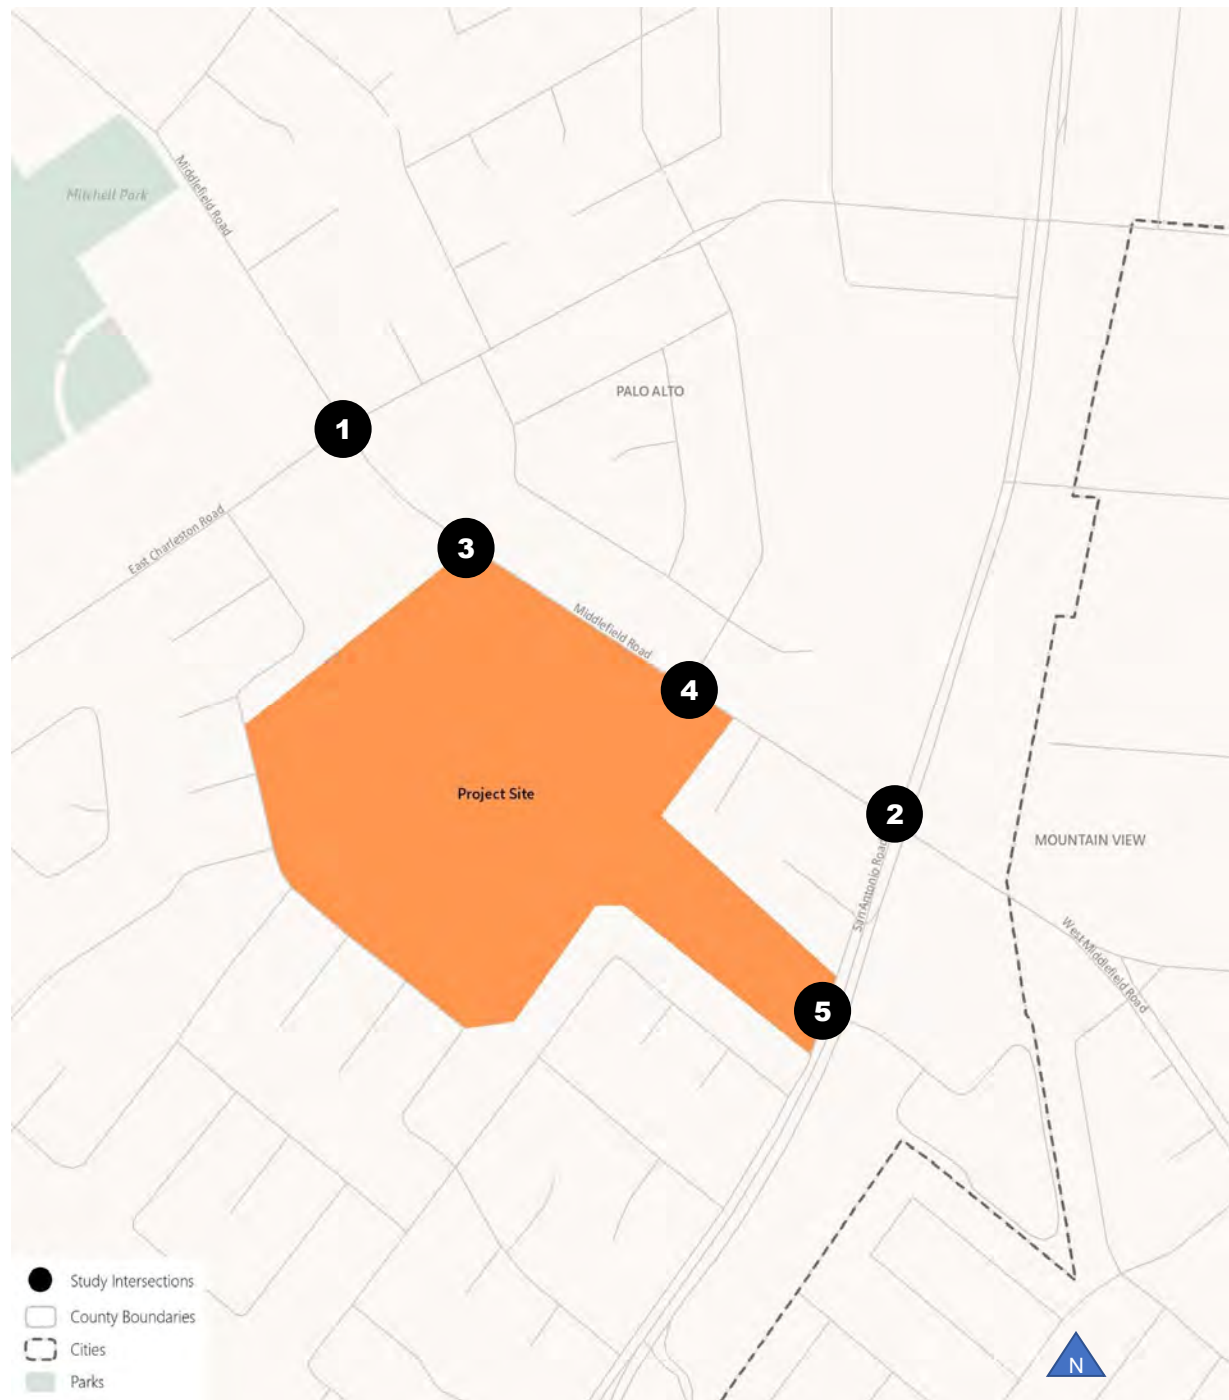 Mitchell Park
Middlefield Road
PALO ALTO
1
East Charleston Road
3
Middlefield Road
4
Project Site
2
San Antonio Road
MOUNTAIN VIEW
West Middlefield Road
5
Study Intersections
County Boundaries
Cities
Parks
N